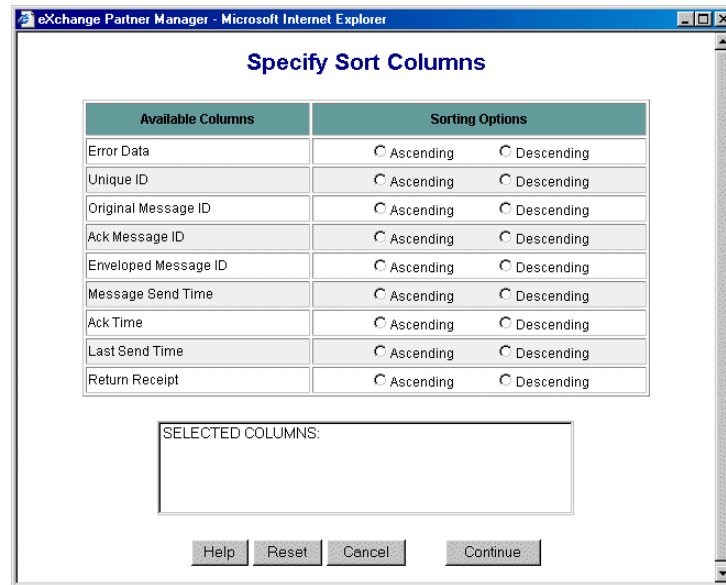 eXchange Partner Manager - Microsoft Internet Explorer
Specify Sort Columns
Available Columns Sorting Options
Error Data Ascending Descending
Unique ID Ascending Descending
Original Message ID Ascending Descending
Ack Message ID Ascending Descending
Enveloped Message ID Ascending Descending
Message Send Time Ascending Descending
Ack Time Ascending Descending
Last Send Time Ascending Descending
Return Receipt Ascending Descending
SELECTED COLUMNS:
Help Reset Cancel Continue